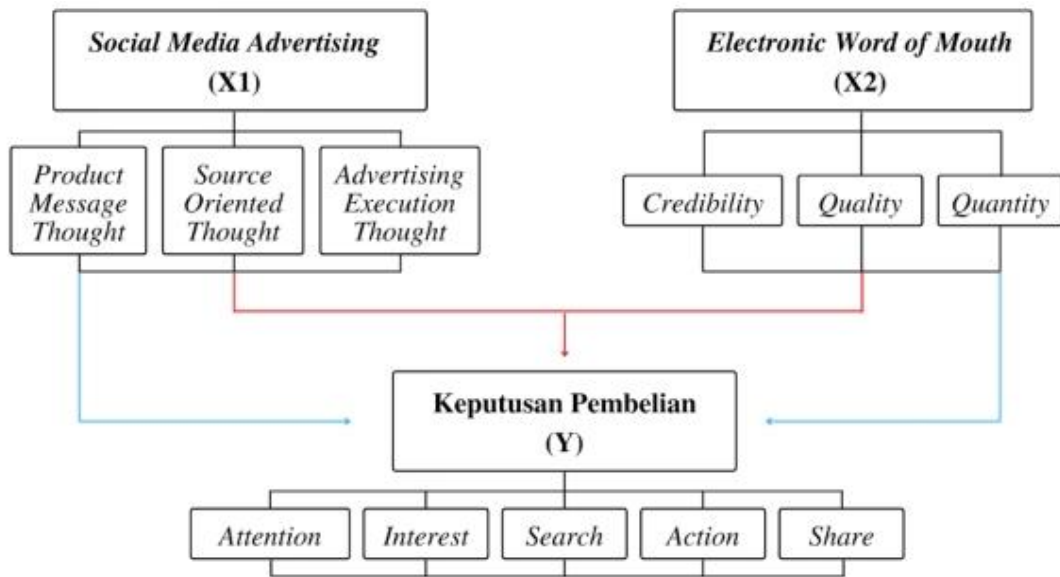 Social Media Advertising
(X1)
Electronic Word of Mouth
(X2)
Product
Message
Thought
Source
Oriented
Thought
Advertising
Execution
Thought
Credibility
Quality
Quantity
Keputusan Pembelian
(Y)
Attention
Interest
Search
Action
Share